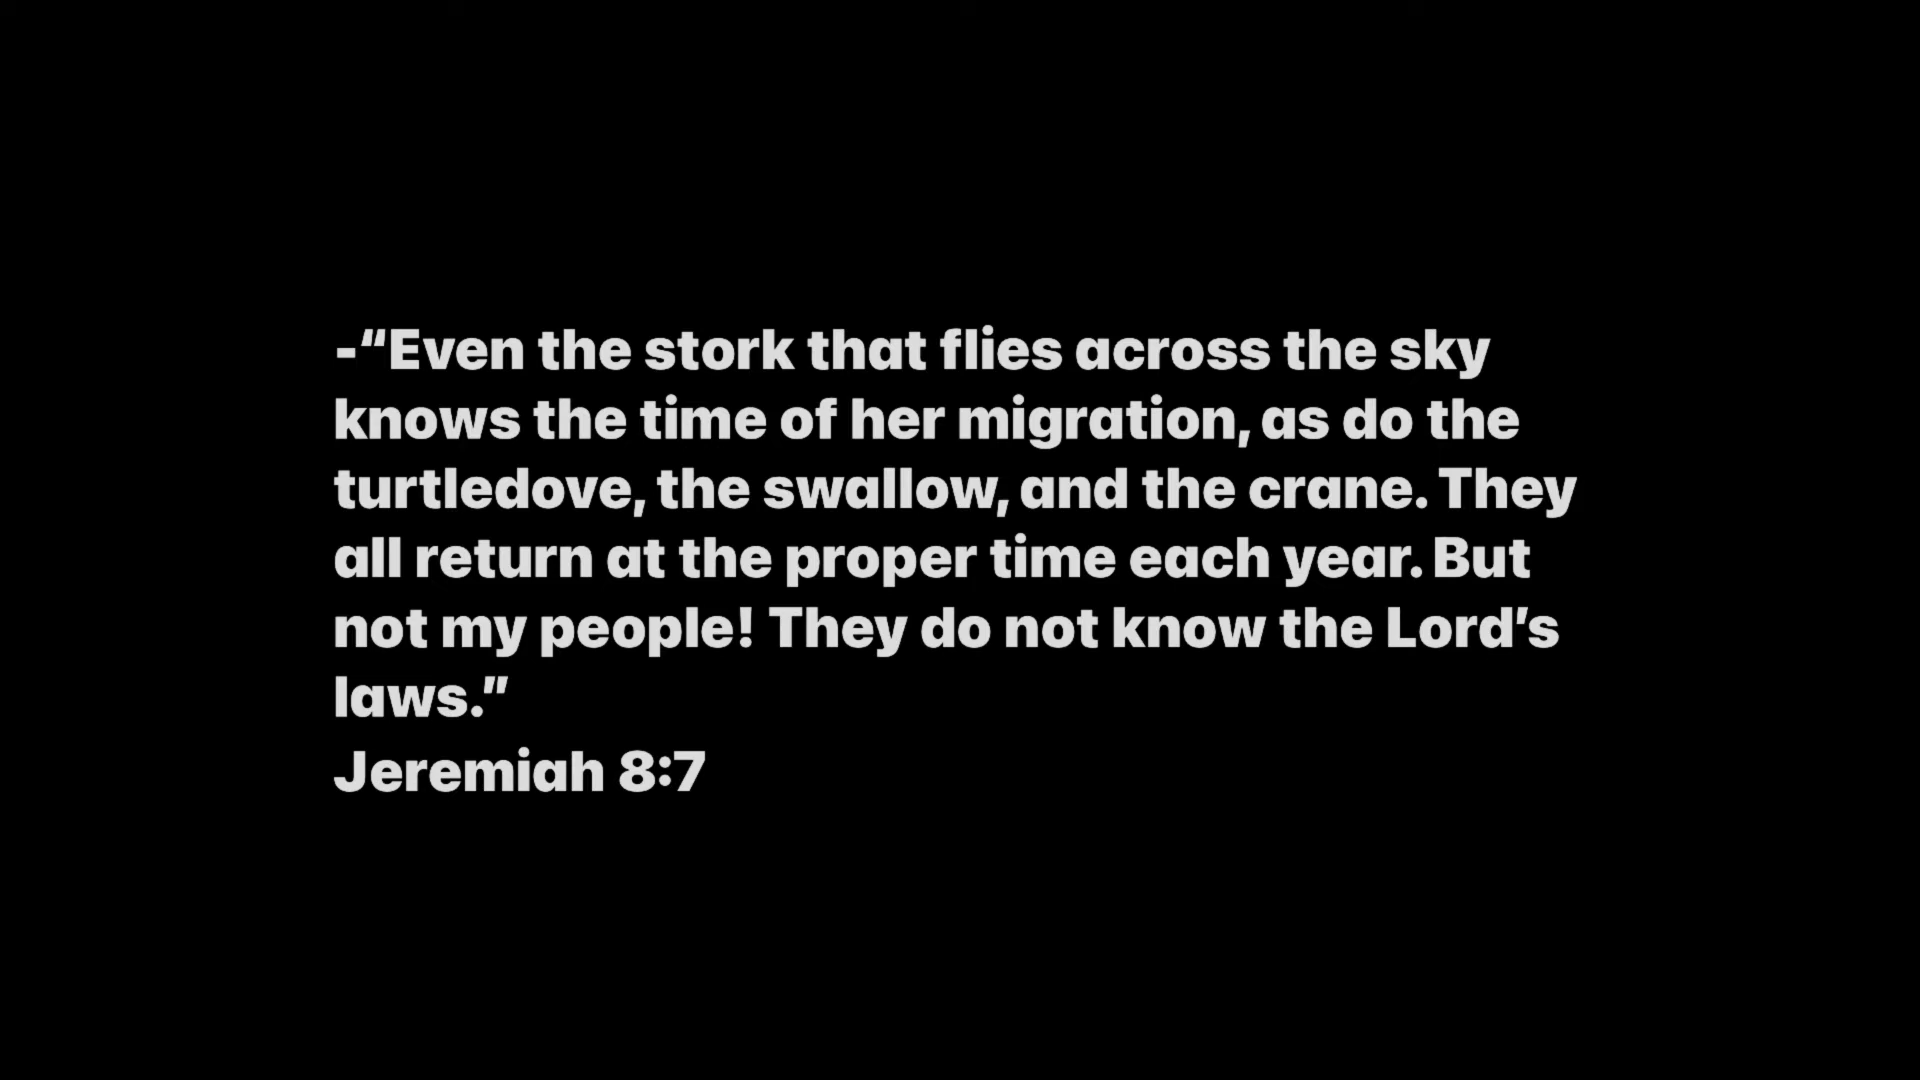 -“Even the stork that flies across the sky
knows the time of her migration, as do the
turtledove, the swallow, and the crane. They
all return at the proper time each year. But
not my people! They do not know the Lord’s
laws.”
Jeremiah 8:7